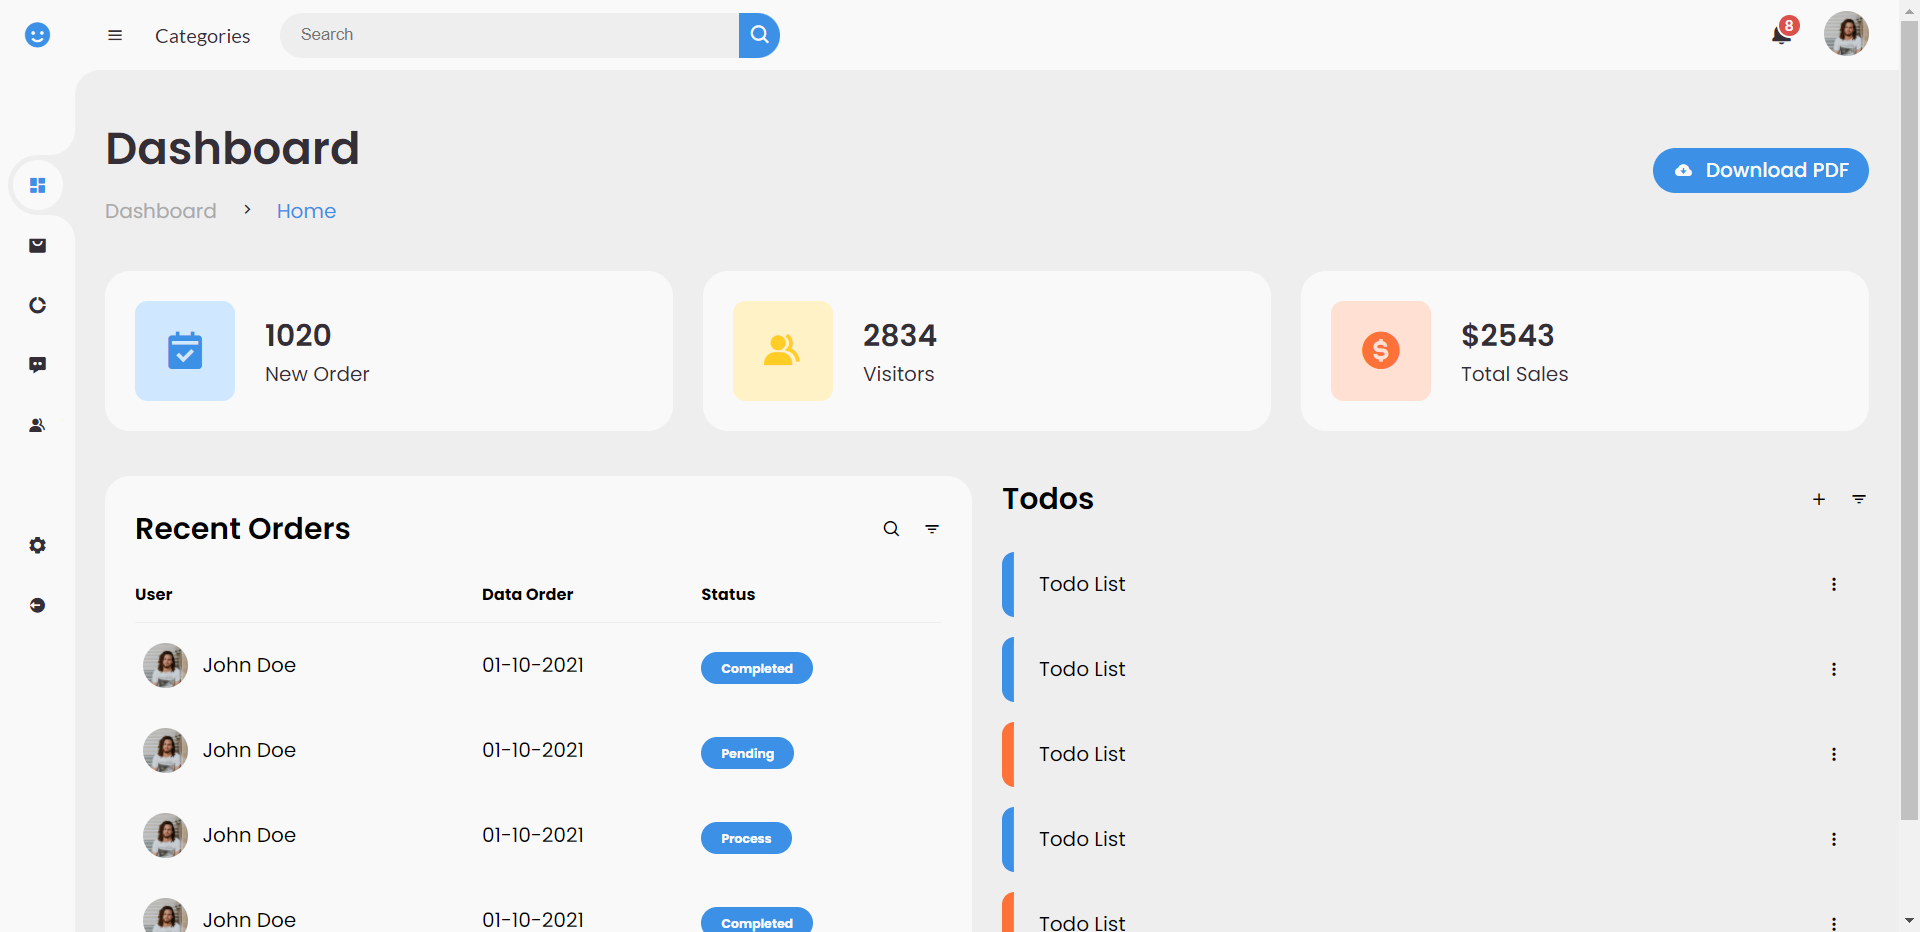 Categories
Search
8
Dashboard
Download PDF
Dashboard > Home
1020
New Order
2834
Visitors
$2543
Total Sales
Recent Orders
User Data Order Status
John Doe 01-10-2021 Completed
John Doe 01-10-2021 Pending
John Doe 01-10-2021 Process
John Doe 01-10-2021 Completed
Todos
Todo List
Todo List
Todo List
Todo List
Todo List